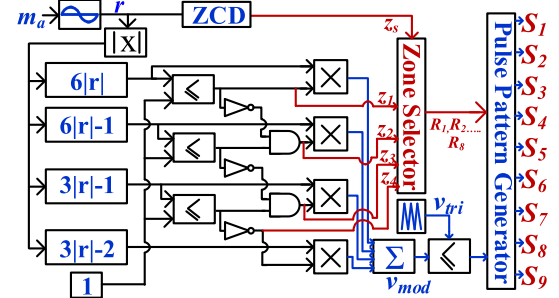 m_a
r
ZCD
z_s
|X|
6|r|
6|r|-1
3|r|-1
3|r|-2
1
≤
≤
≤
×
×
×
×
z_1
z_2
z_3
z_4
Zone Selector
R_1,R_2.....
R_8
v_tri
Σ
v_mod
<
Pulse Pattern Generator
S_1
S_2
S_3
S_4
S_5
S_6
S_7
S_8
S_9